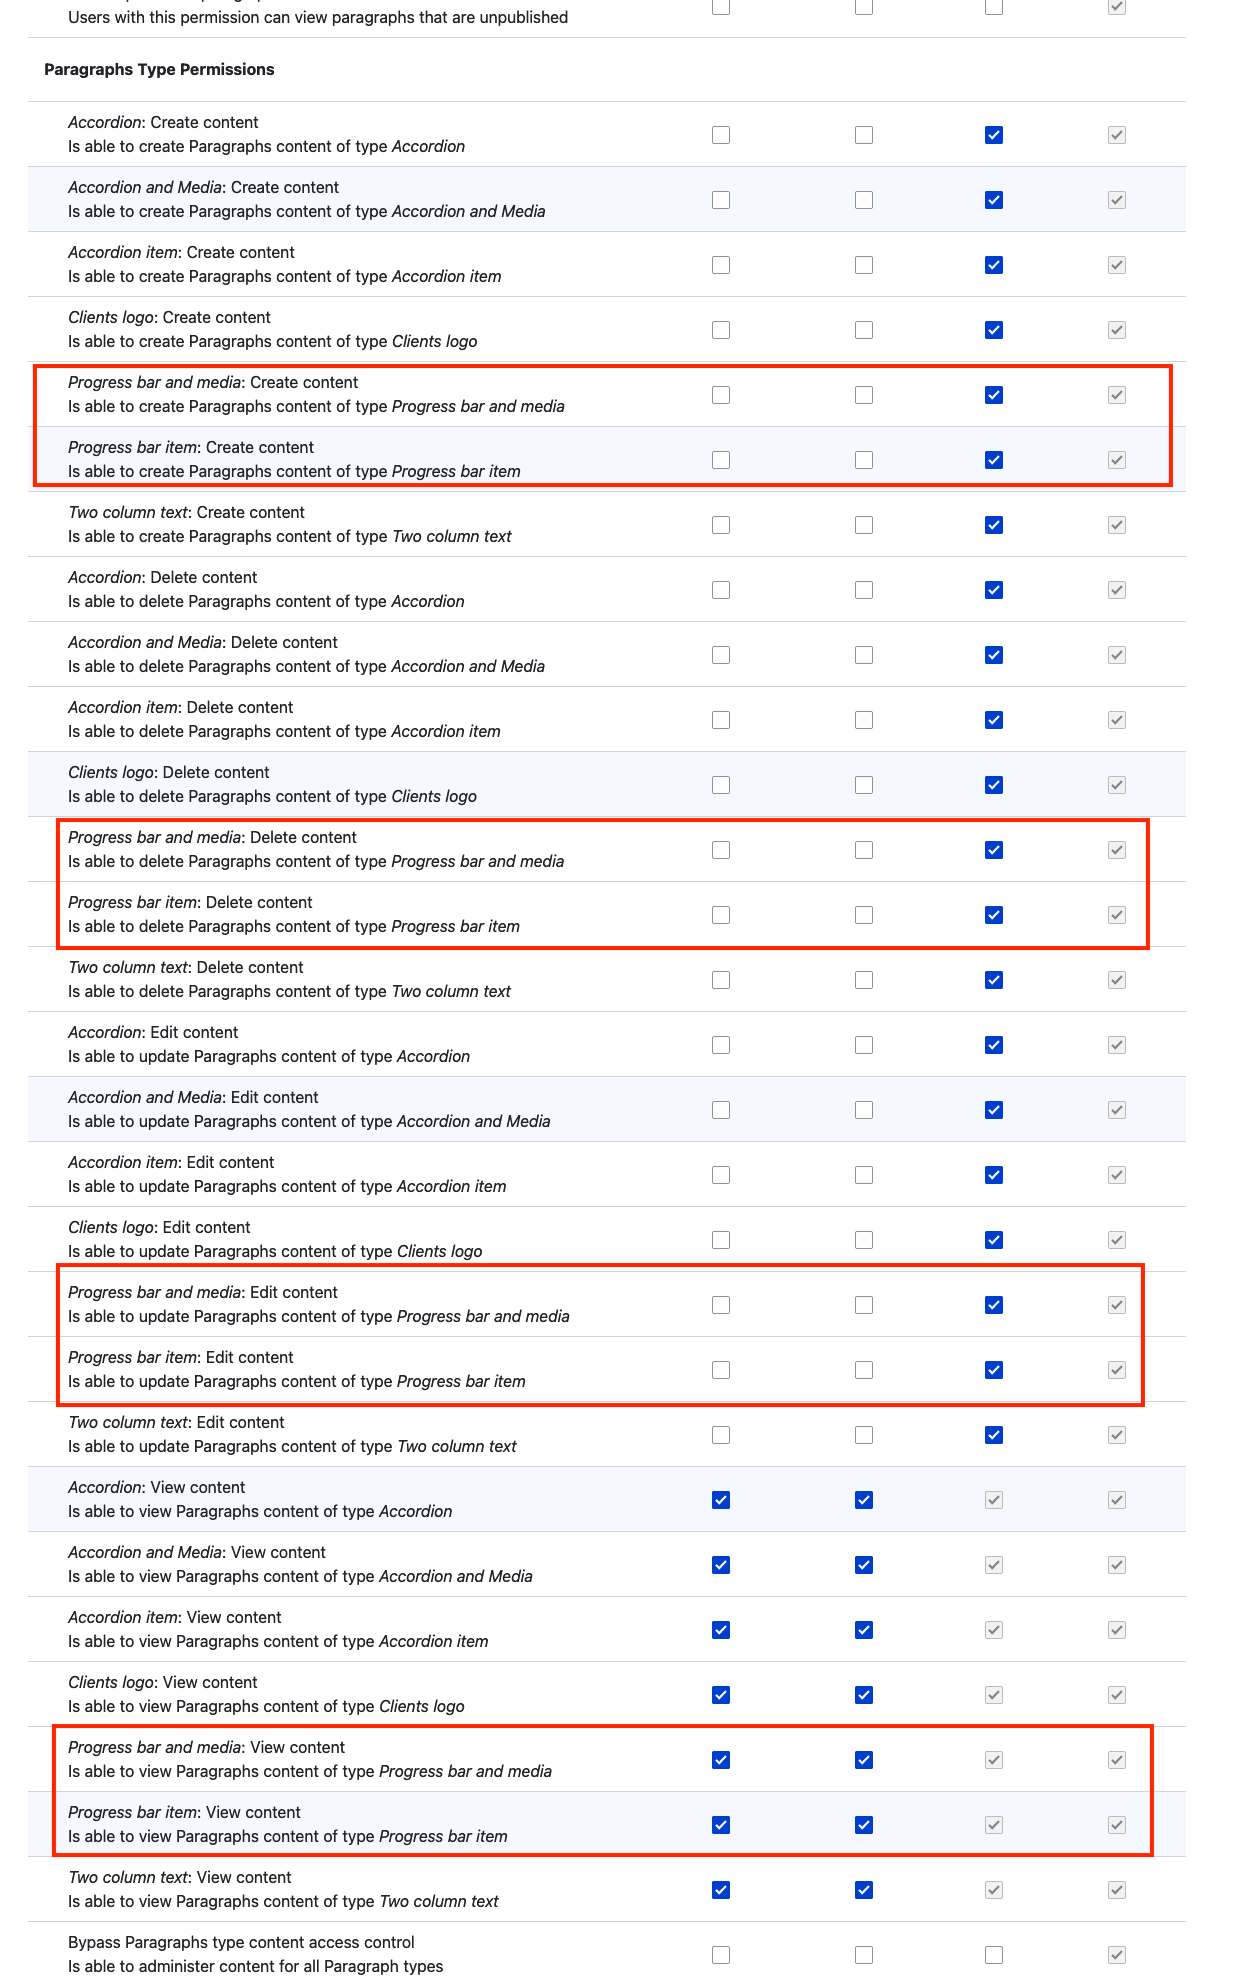 Users with this permission can view paragraphs that are unpublished
Paragraphs Type Permissions
Accordion: Create content
Is able to create Paragraphs content of type Accordion
Accordion and Media: Create content
Is able to create Paragraphs content of type Accordion and Media
Accordion item: Create content
Is able to create Paragraphs content of type Accordion item
Clients logo: Create content
Is able to create Paragraphs content of type Clients logo
Progress bar and media: Create content
Is able to create Paragraphs content of type Progress bar and media
Progress bar item: Create content
Is able to create Paragraphs content of type Progress bar item
Two column text: Create content
Is able to create Paragraphs content of type Two column text
Accordion: Delete content
Is able to delete Paragraphs content of type Accordion
Accordion and Media: Delete content
Is able to delete Paragraphs content of type Accordion and Media
Accordion item: Delete content
Is able to delete Paragraphs content of type Accordion item
Clients logo: Delete content
Is able to delete Paragraphs content of type Clients logo
Progress bar and media: Delete content
Is able to delete Paragraphs content of type Progress bar and media
Progress bar item: Delete content
Is able to delete Paragraphs content of type Progress bar item
Two column text: Delete content
Is able to delete Paragraphs content of type Two column text
Accordion: Edit content
Is able to update Paragraphs content of type Accordion
Accordion and Media: Edit content
Is able to update Paragraphs content of type Accordion and Media
Accordion item: Edit content
Is able to update Paragraphs content of type Accordion item
Clients logo: Edit content
Is able to update Paragraphs content of type Clients logo
Progress bar and media: Edit content
Is able to update Paragraphs content of type Progress bar and media
Progress bar item: Edit content
Is able to update Paragraphs content of type Progress bar item
Two column text: Edit content
Is able to update Paragraphs content of type Two column text
Accordion: View content
Is able to view Paragraphs content of type Accordion
Accordion and Media: View content
Is able to view Paragraphs content of type Accordion and Media
Accordion item: View content
Is able to view Paragraphs content of type Accordion item
Clients logo: View content
Is able to view Paragraphs content of type Clients logo
Progress bar and media: View content
Is able to view Paragraphs content of type Progress bar and media
Progress bar item: View content
Is able to view Paragraphs content of type Progress bar item
Two column text: View content
Is able to view Paragraphs content of type Two column text
Bypass Paragraphs type content access control
Is able to administer content for all Paragraph types